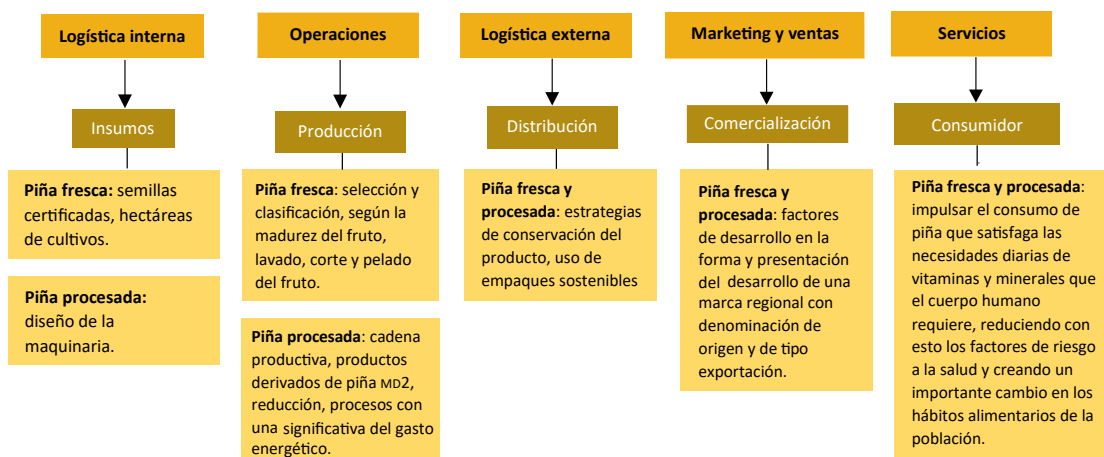 Logística interna
Insumos
Piña fresca: semillas
certificadas, hectáreas
de cultivos.
Piña procesada:
diseño de la
maquinaria.
Operaciones
Producción
Piña fresca: selección y
clasificación, según la
madurez del fruto,
lavado, corte y pelado
del fruto.
Piña procesada: cadena
productiva, productos
derivados de piña MD2,
reducción, procesos con
una significativa del gasto
energético.
Logística externa
Distribución
Piña fresca y
procesada: estrategias
de conservación del
producto, uso de
empaques sostenibles
Marketing y ventas
Comercialización
Piña fresca y
procesada: factores
de desarrollo en la
forma y presentación
del desarrollo de una
marca regional con
denominación de
origen y de tipo
exportación.
Servicios
Consumidor
Piña fresca y procesada:
impulsar el consumo de
piña que satisfaga las
necesidades diarias de
vitaminas y minerales que
el cuerpo humano
requiere, reduciendo con
esto los factores de riesgo
a la salud y creando un
importante cambio en los
hábitos alimentarios de la
población.